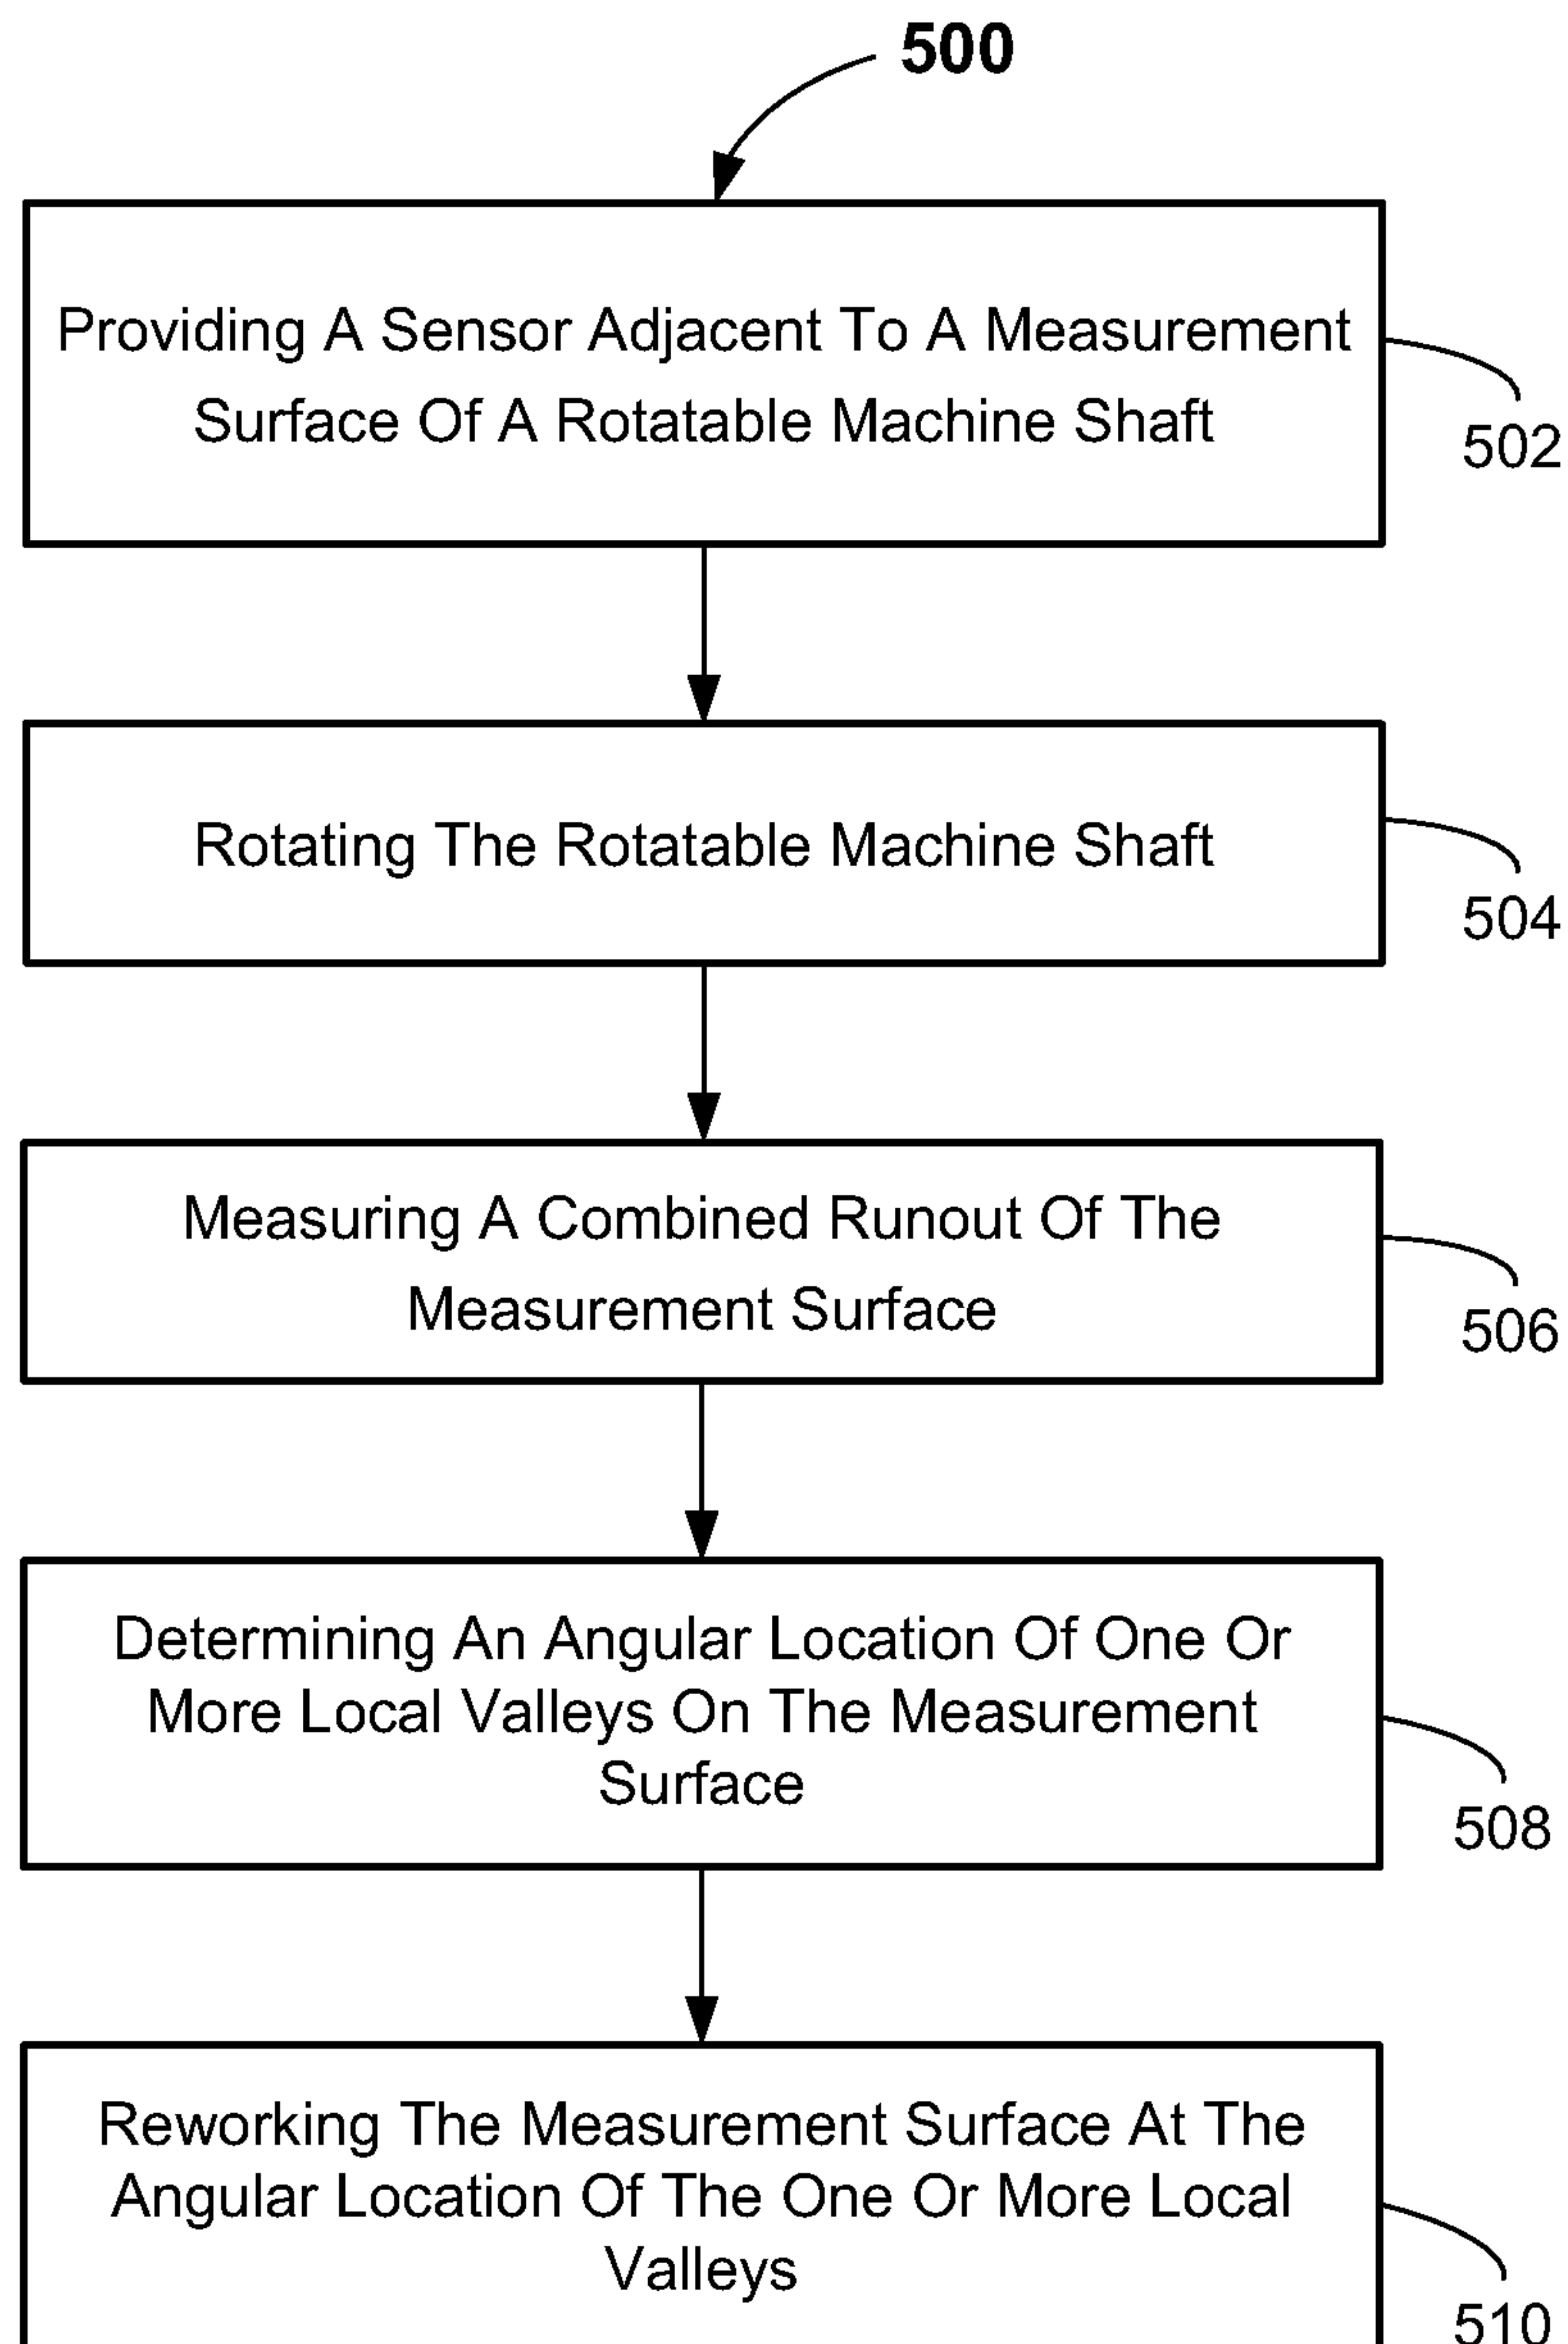 500
Providing A Sensor Adjacent To A Measurement
Surface Of A Rotatable Machine Shaft
502
Rotating The Rotatable Machine Shaft
504
Measuring A Combined Runout Of The
Measurement Surface
506
Determining An Angular Location Of One Or
More Local Valleys On The Measurement
Surface
508
Reworking The Measurement Surface At The
Angular Location Of The One Or More Local
Valleys
510